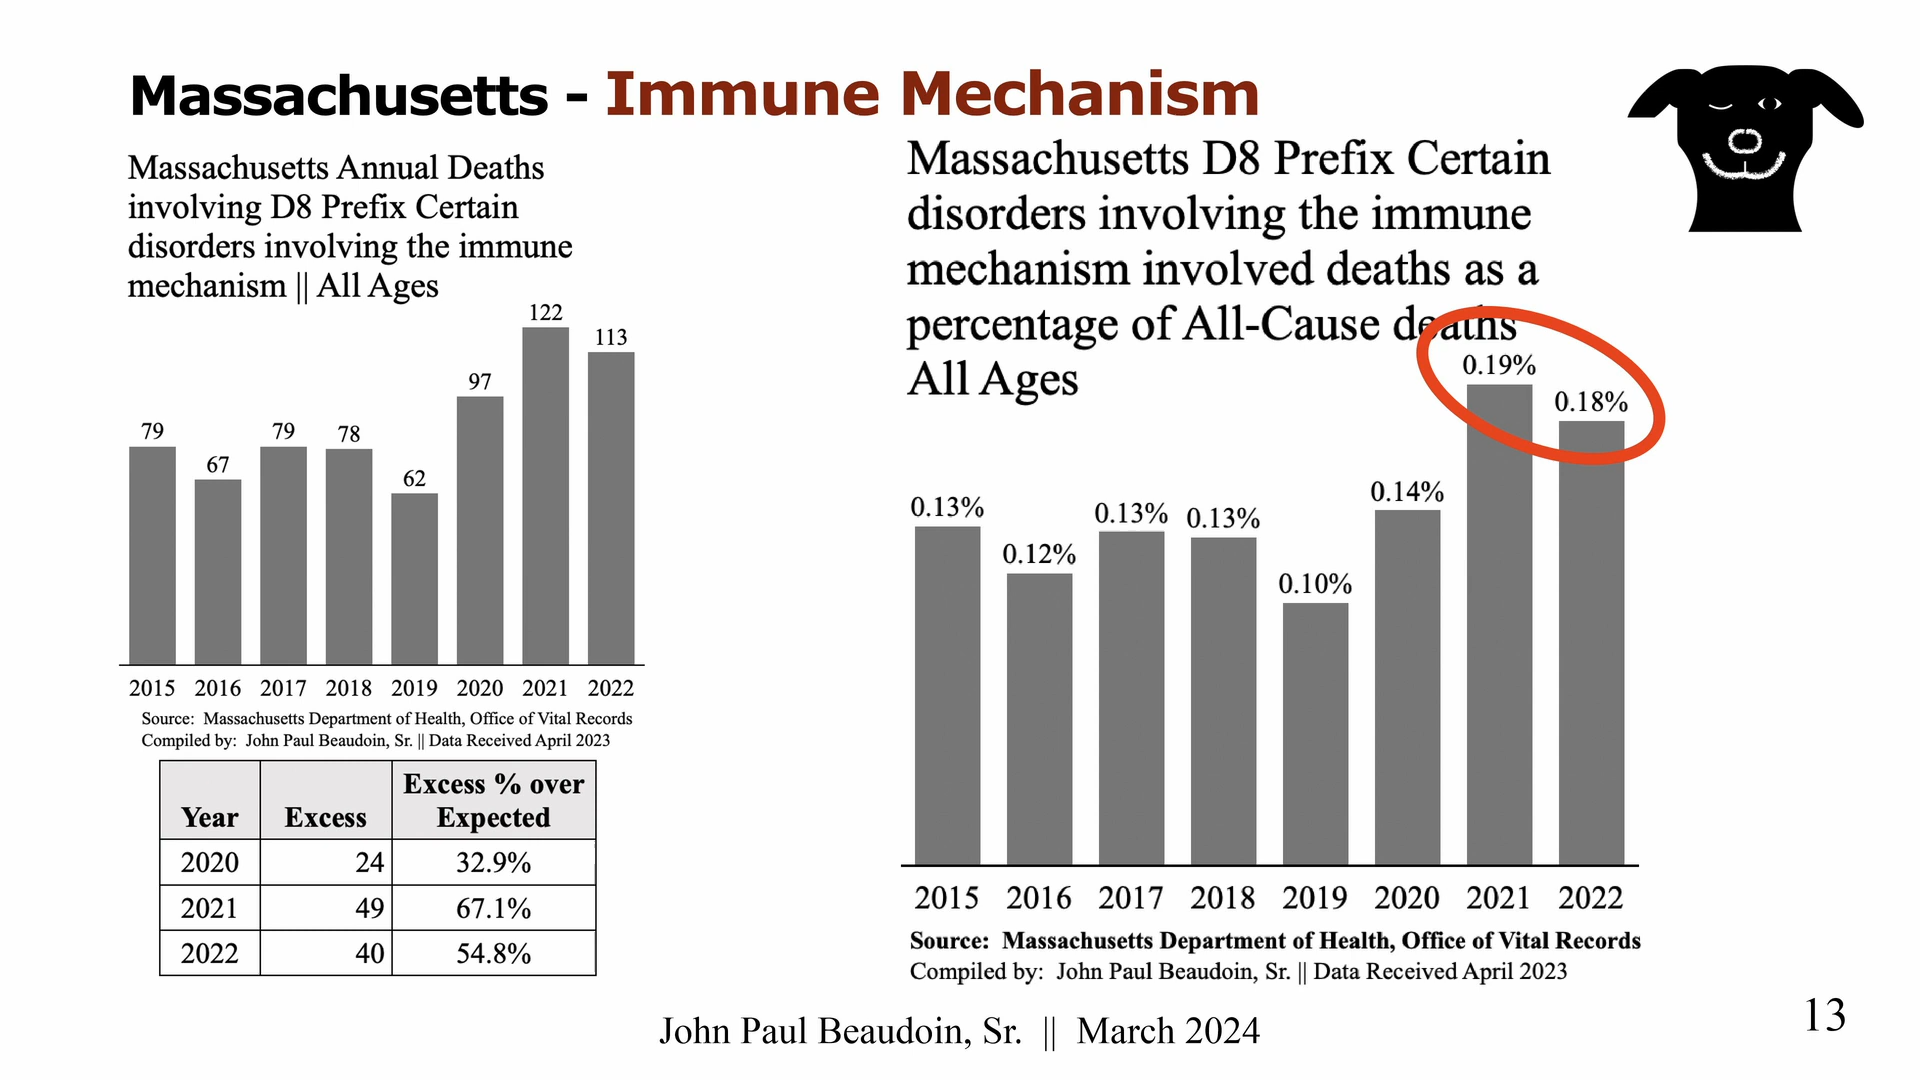 Massachusetts - Immune Mechanism
Massachusetts Annual Deaths
involving D8 Prefix Certain
disorders involving the immune
mechanism || All Ages
79
67
79
78
62
97
122
113
2015 2016 2017 2018 2019 2020 2021 2022
Source: Massachusetts Department of Health, Office of Vital Records
Compiled by: John Paul Beaudoin, Sr. || Data Received April 2023
Year Excess Excess % over Expected
2020 24 32.9%
2021 49 67.1%
2022 40 54.8%
Massachusetts D8 Prefix Certain
disorders involving the immune
mechanism involved deaths as a
percentage of All-Cause deaths
All Ages
0.13%
0.12%
0.13%
0.13%
0.10%
0.14%
0.19%
0.18%
2015 2016 2017 2018 2019 2020 2021 2022
Source: Massachusetts Department of Health, Office of Vital Records
Compiled by: John Paul Beaudoin, Sr. || Data Received April 2023
John Paul Beaudoin, Sr. || March 2024
13